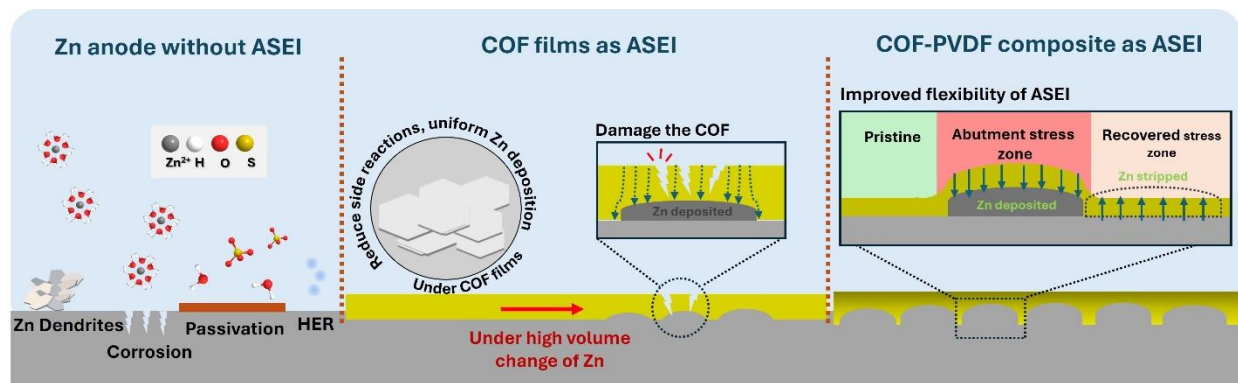 Zn anode without ASEI
Zn²⁺ H O S
Zn Dendrites
Corrosion
Passivation
HER
COF films as ASEI
Reduce side reactions, uniform Zn deposition
Under COF films
Damage the COF
Zn deposited
Under high volume
change of Zn
COF-PVDF composite as ASEI
Improved flexibility of ASEI
Pristine
Abutment stress
zone
Recovered stress
zone
Zn stripped
Zn deposited